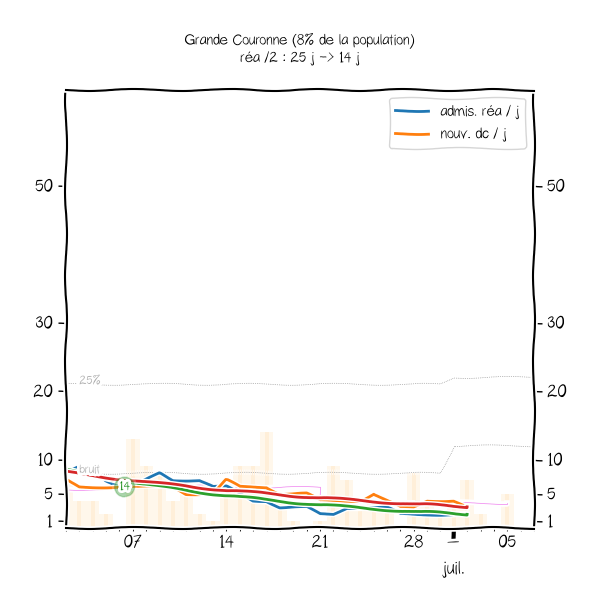 Grande Couronne (8% de la population)
réa /2 : 25 j -> 14 j
admis. réa / j
nouv. dc / j
50 50
30 30
25%
20 20
bruit
10 10
14
5 5
1 1
07 14 21 28 1 05
juil.